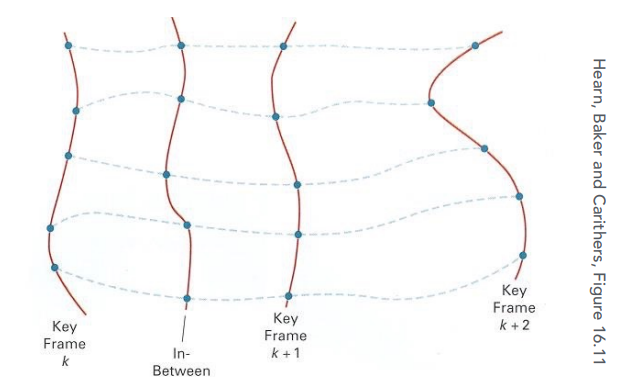 Key
Frame
k
In-
Between
Key
Frame
k + 1
Key
Frame
k + 2
Hearn, Baker and Carithers, Figure 16.11